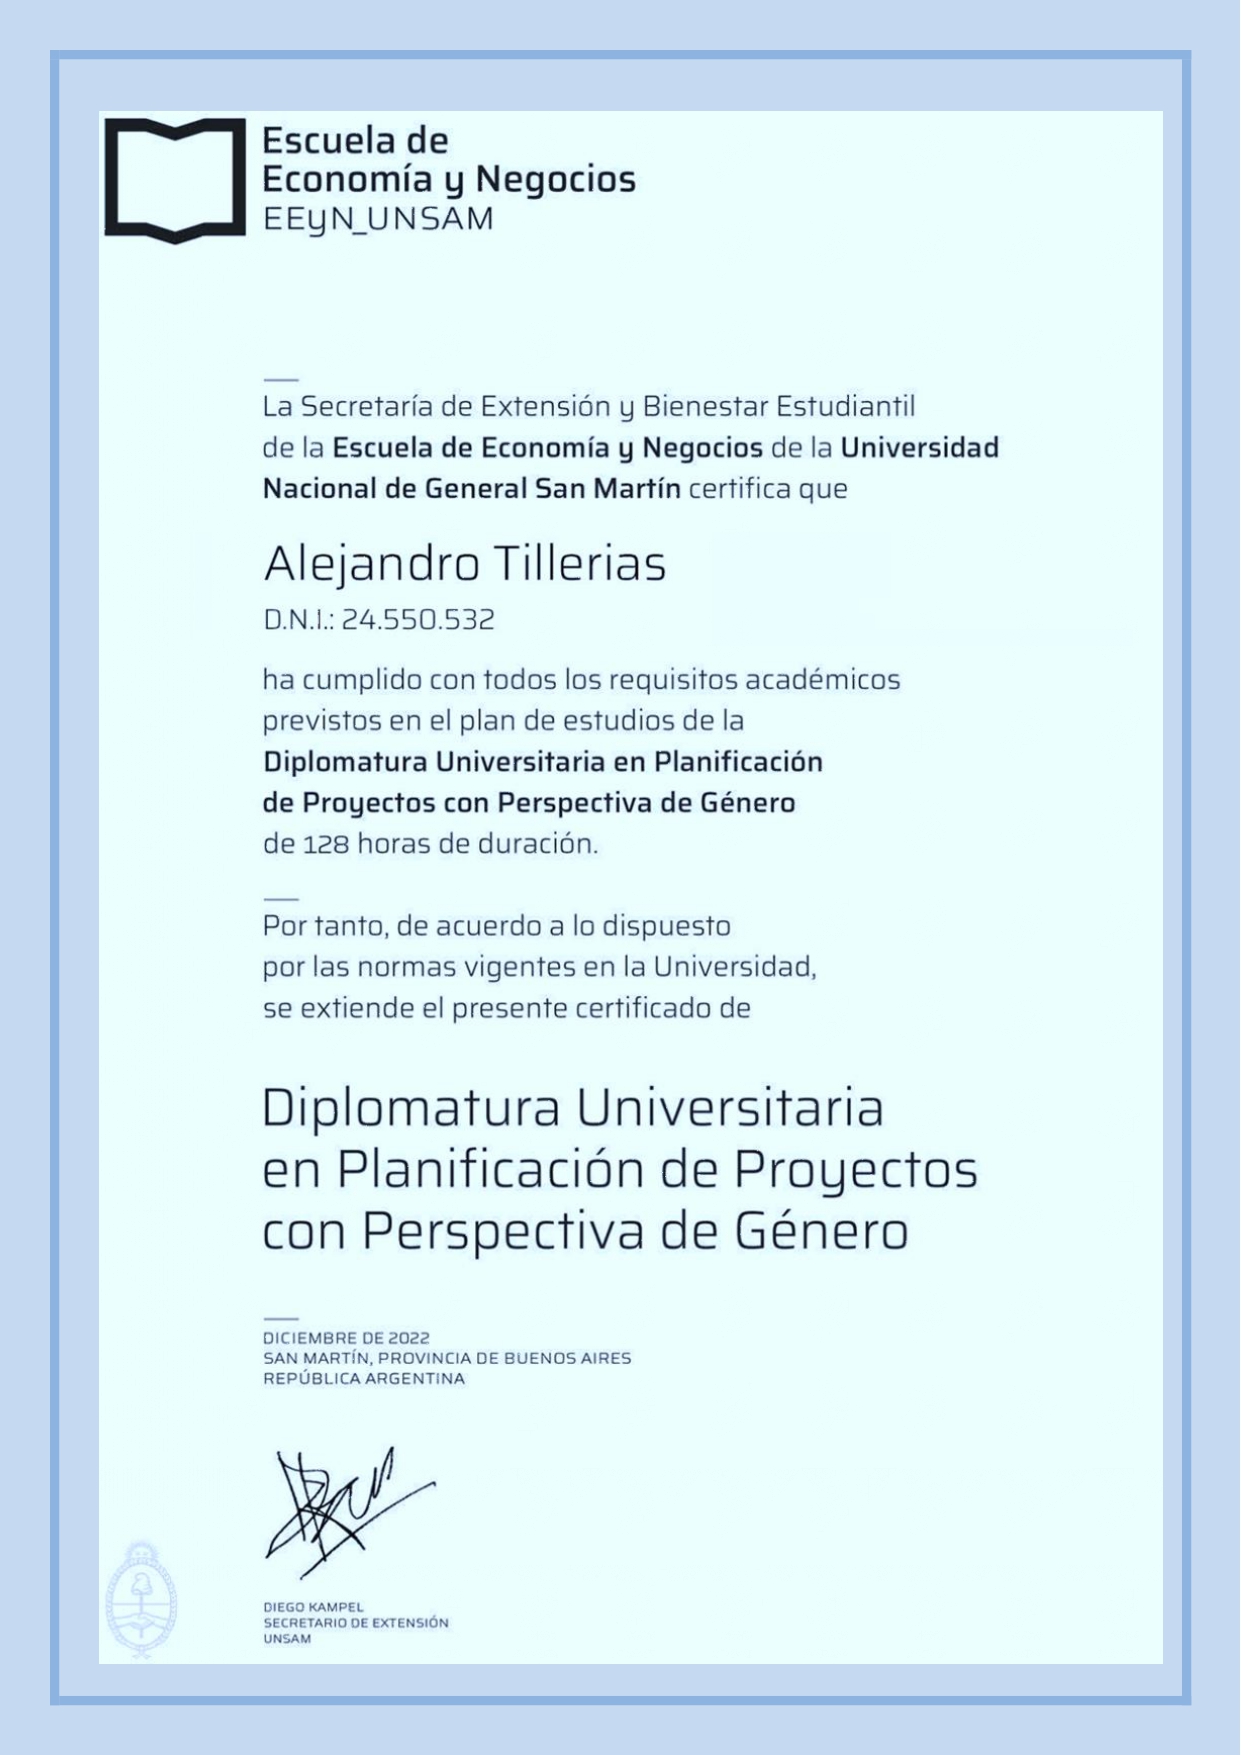 Escuela de
Economía y Negocios
EEyN_UNSAM
La Secretaría de Extensión y Bienestar Estudiantil
de la Escuela de Economía y Negocios de la Universidad
Nacional de General San Martín certifica que
Alejandro Tillerias
D.N.I.: 24.550.532
ha cumplido con todos los requisitos académicos
previstos en el plan de estudios de la
Diplomatura Universitaria en Planificación
de Proyectos con Perspectiva de Género
de 128 horas de duración.
Por tanto, de acuerdo a lo dispuesto
por las normas vigentes en la Universidad,
se extiende el presente certificado de
Diplomatura Universitaria
en Planificación de Proyectos
con Perspectiva de Género
DICIEMBRE DE 2022
SAN MARTÍN, PROVINCIA DE BUENOS AIRES
REPÚBLICA ARGENTINA
DIEGO KAMPEL
SECRETARIO DE EXTENSIÓN
UNSAM